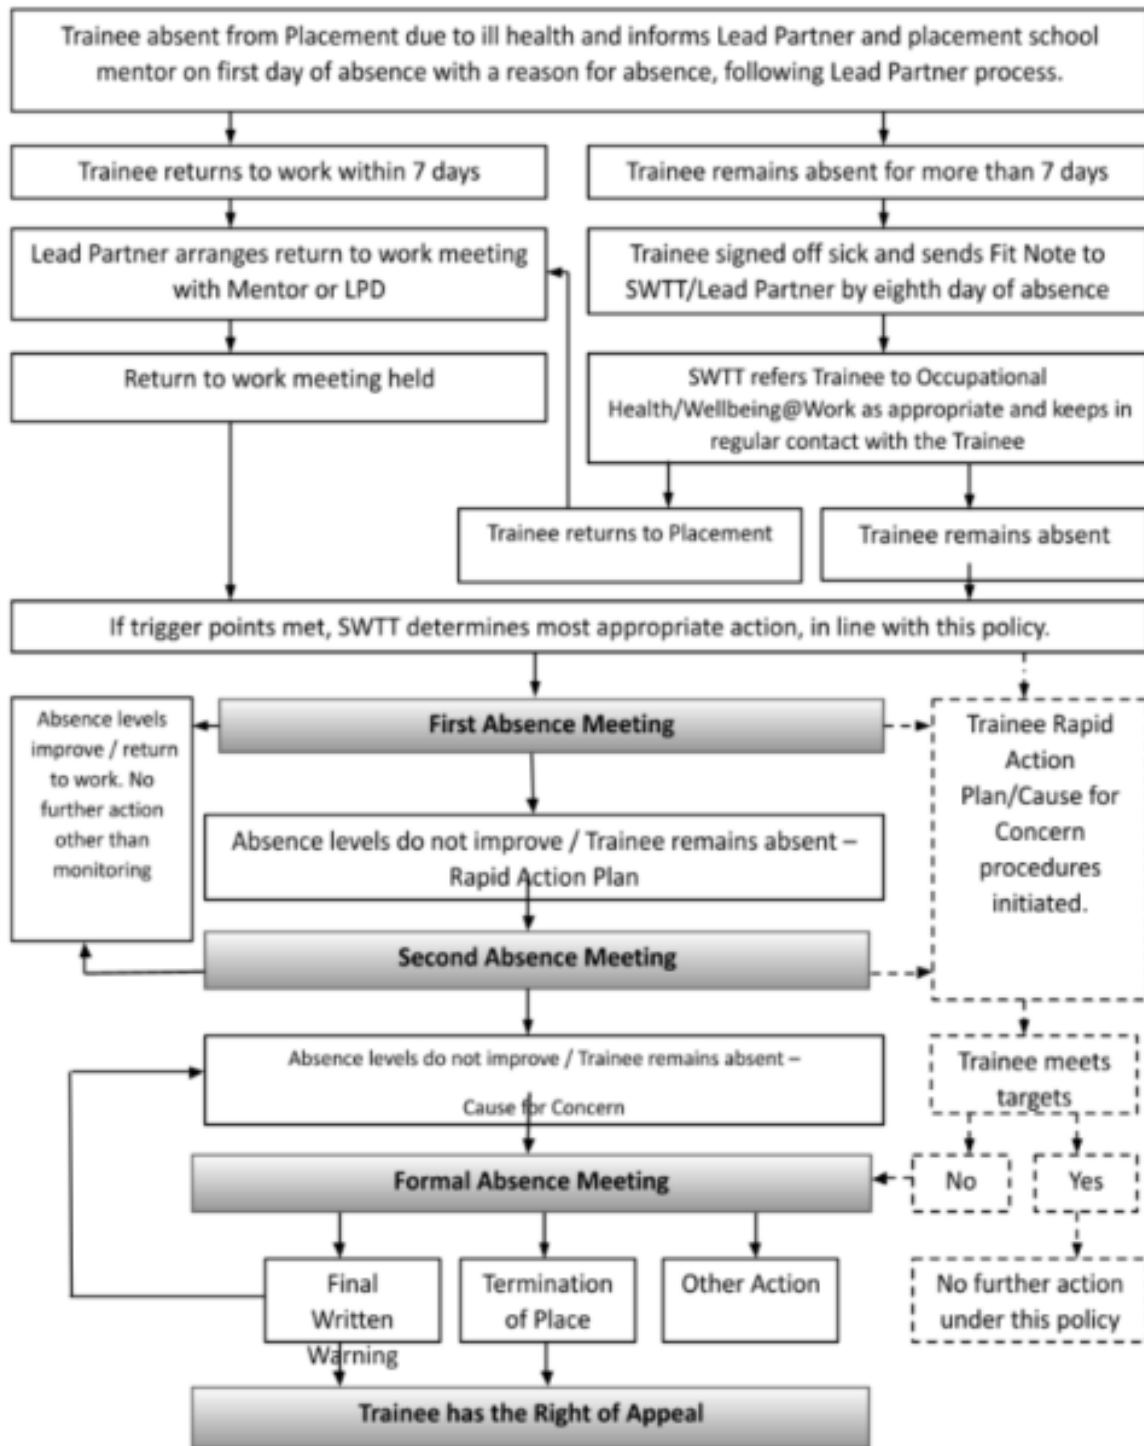 Trainee absent from Placement due to ill health and informs Lead Partner and placement school
mentor on first day of absence with a reason for absence, following Lead Partner process.
Trainee returns to work within 7 days
Trainee remains absent for more than 7 days
Lead Partner arranges return to work meeting
with Mentor or LPD
Trainee signed off sick and sends Fit Note to
SWTT/Lead Partner by eighth day of absence
Return to work meeting held
SWTT refers Trainee to Occupational
Health/Wellbeing@Work as appropriate and keeps in
regular contact with the Trainee
Trainee returns to Placement
Trainee remains absent
If trigger points met, SWTT determines most appropriate action, in line with this policy.
First Absence Meeting
Absence levels
improve / return
to work. No
further action
other than
monitoring
Trainee Rapid
Action
Plan/Cause for
Concern
procedures
initiated.
Absence levels do not improve / Trainee remains absent –
Rapid Action Plan
Second Absence Meeting
Absence levels do not improve / Trainee remains absent –
Cause for Concern
Trainee meets
targets
Formal Absence Meeting
No
Yes
Final
Written
Warning
Termination
of Place
Other Action
No further action
under this policy
Trainee has the Right of Appeal